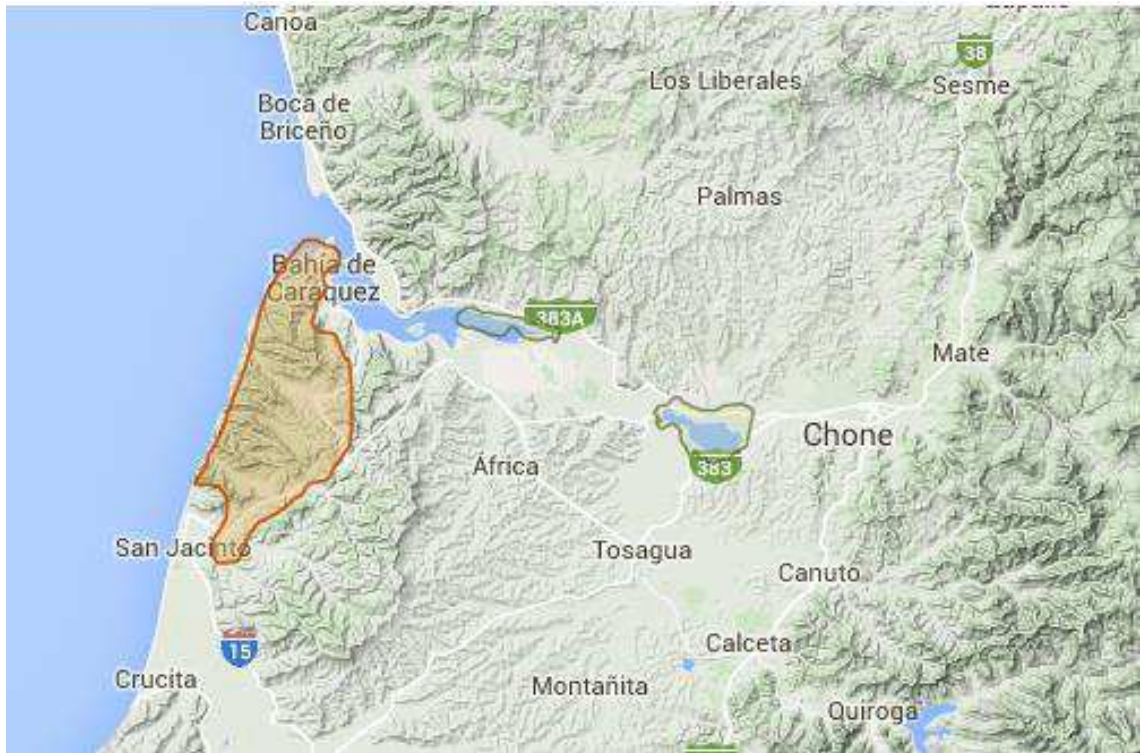 Canoa
38
Los Liberales
Sesme
Boca de
Briceño
Palmas
Bahía de
Caraquez
383A
Mate
Chone
África
383
San Jacinto
Tosagua
Canuto
15
Calceta
Crucita
Montañita
Quiroga